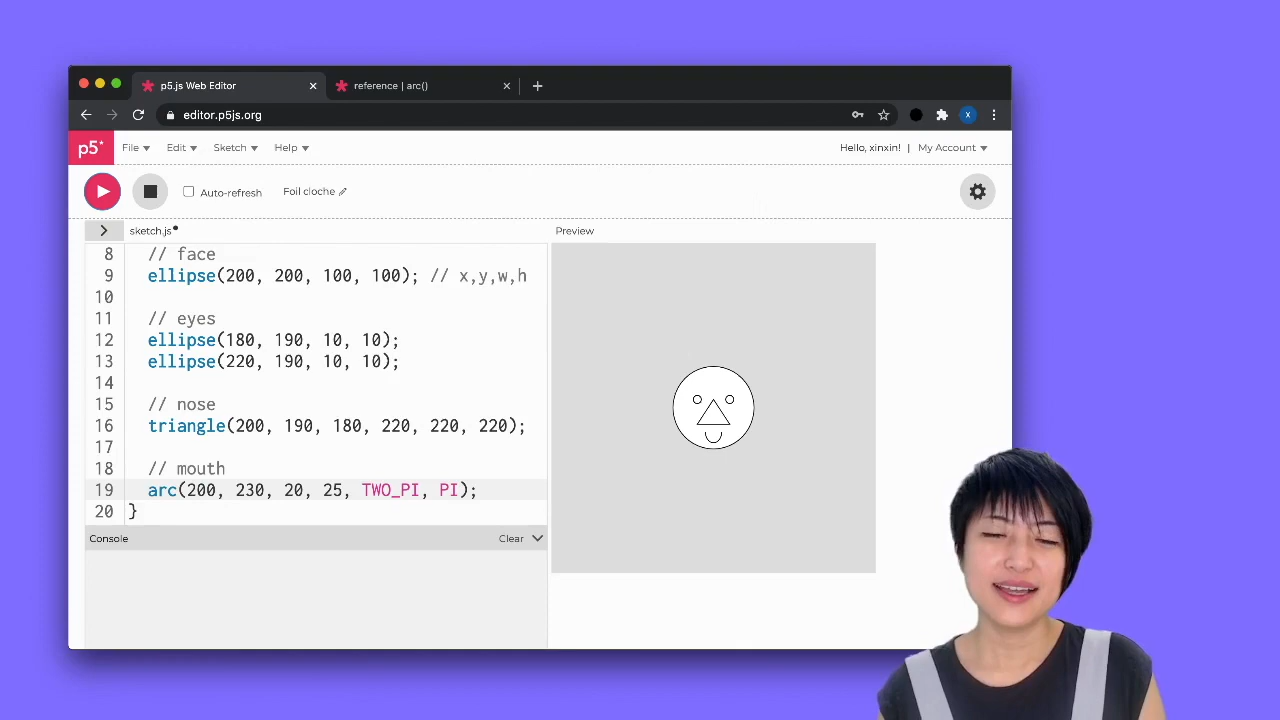 p5.js Web Editor
reference | arc()
editor.p5js.org
X
p5*
File
Edit
Sketch
Help
Hello, xinxin!
|
My Account
Auto-refresh
Foil cloche
sketch.js
Preview
8 // face
9 ellipse(200, 200, 100, 100); // x,y,w,h
10
11 // eyes
12 ellipse(180, 190, 10, 10);
13 ellipse(220, 190, 10, 10);
14
15 // nose
16 triangle(200, 190, 180, 220, 220, 220);
17
18 // mouth
19 arc(200, 230, 20, 25, TWO_PI, PI);
20 }
Console
Clear